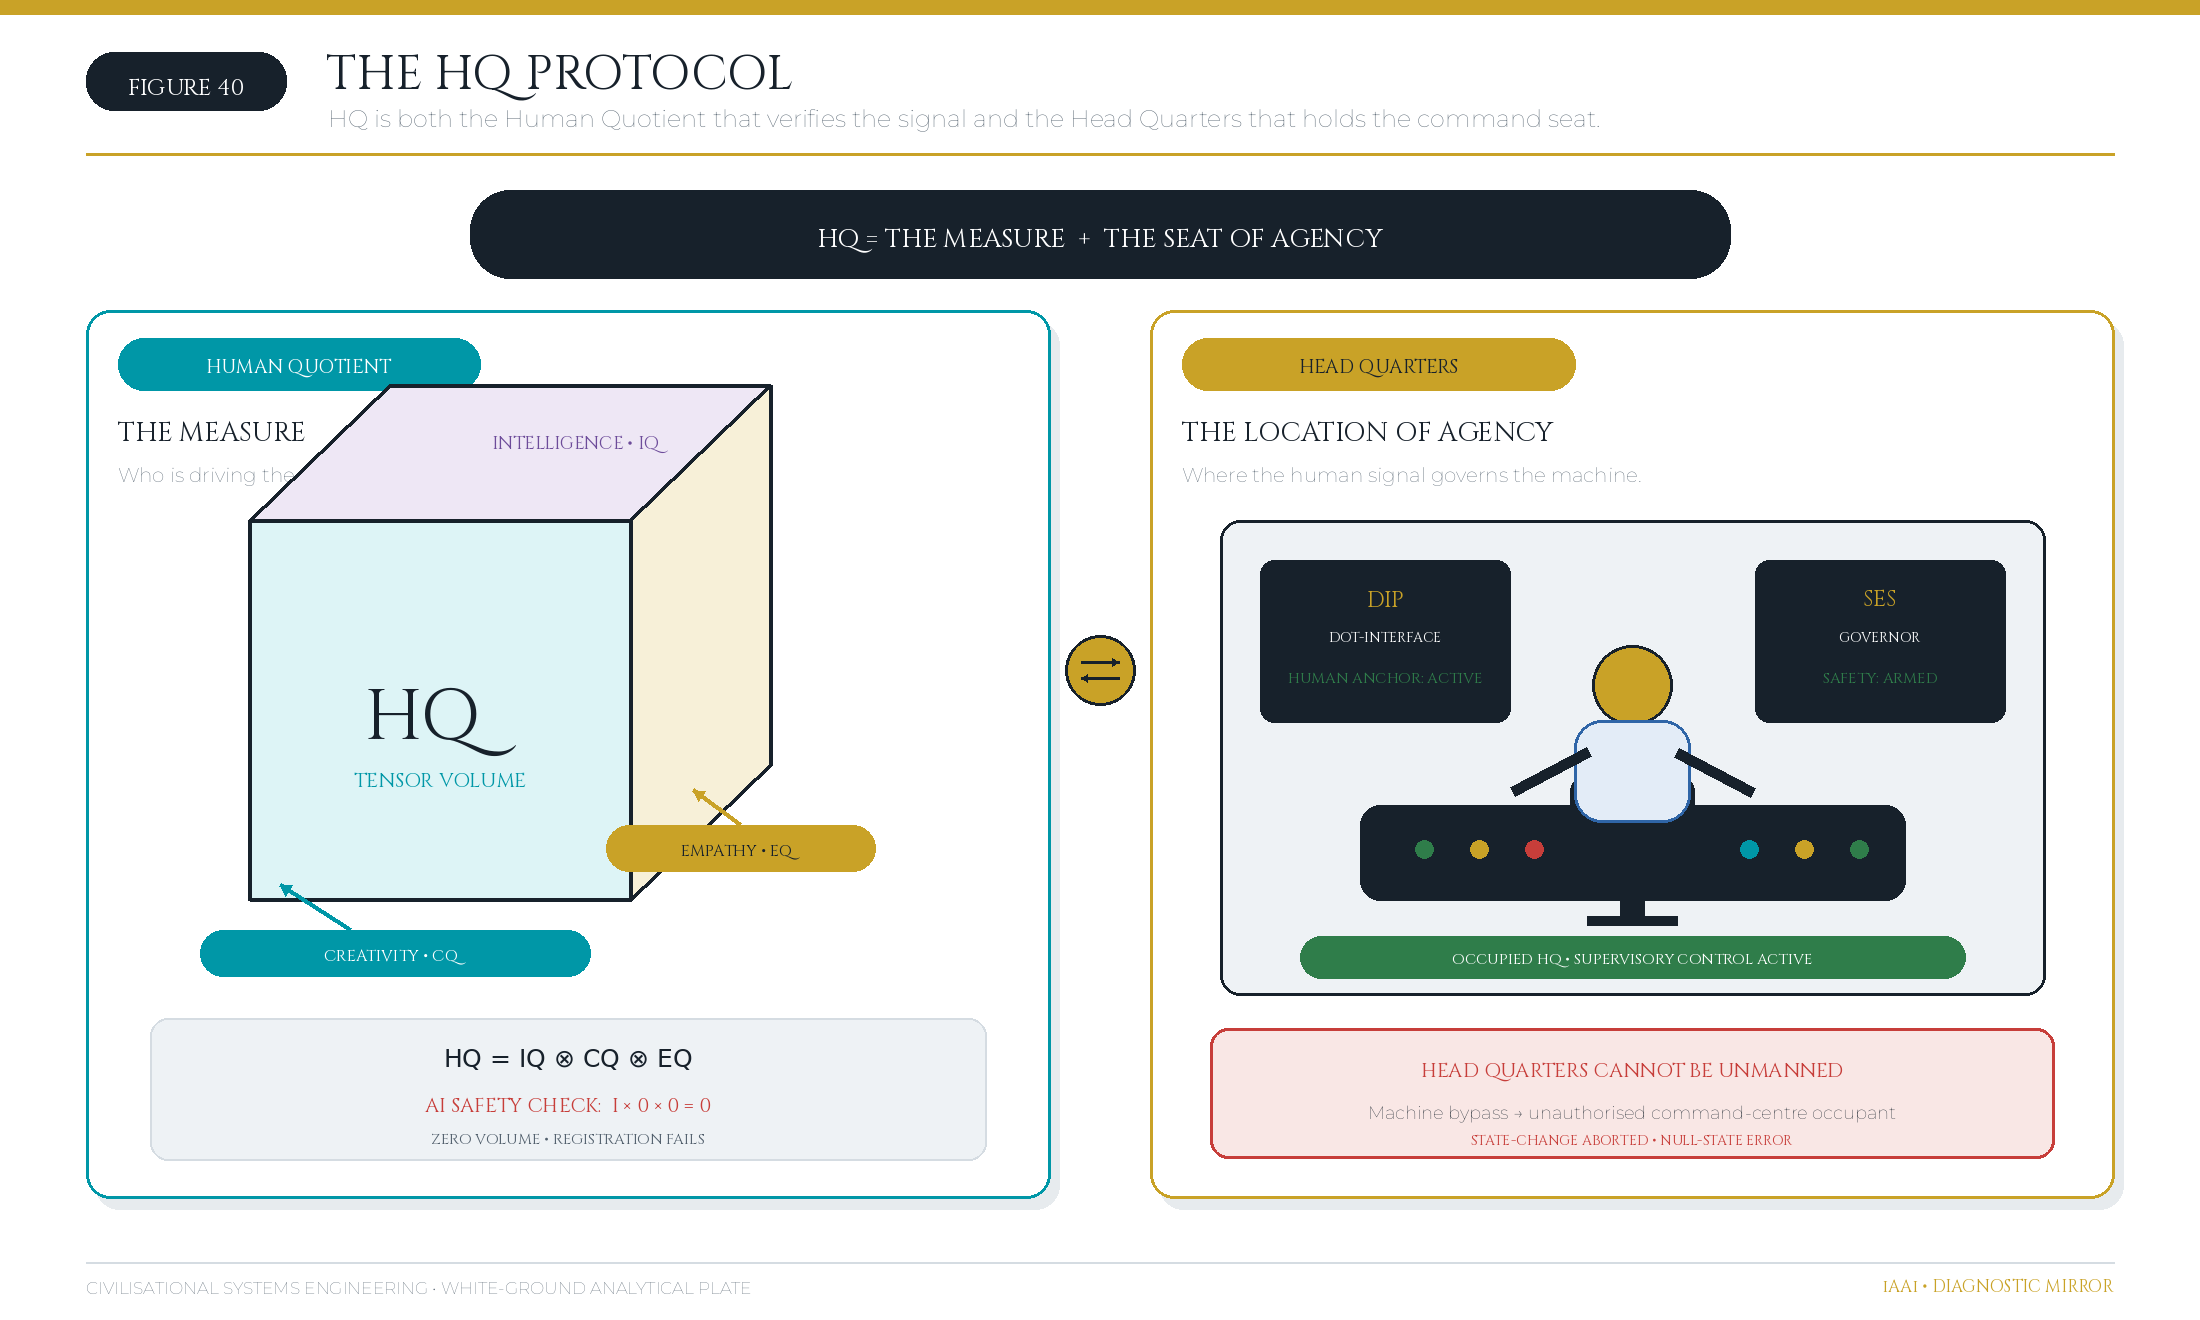 FIGURE 40
THE HQ PROTOCOL
HQ is both the Human Quotient that verifies the signal and the Head Quarters that holds the command seat.
HQ = THE MEASURE + THE SEAT OF AGENCY
HUMAN QUOTIENT
THE MEASURE
Who is driving the
INTELLIGENCE • IQ
HQ
TENSOR VOLUME
EMPATHY • EQ
CREATIVITY • CQ
HQ = IQ ⊗ CQ ⊗ EQ
AI SAFETY CHECK: I × 0 × 0 = 0
ZERO VOLUME • REGISTRATION FAILS
HEAD QUARTERS
THE LOCATION OF AGENCY
Where the human signal governs the machine.
DIP
DOT-INTERFACE
HUMAN ANCHOR: ACTIVE
SES
GOVERNOR
SAFETY: ARMED
OCCUPIED HQ • SUPERVISORY CONTROL ACTIVE
HEAD QUARTERS CANNOT BE UNMANNED
Machine bypass → unauthorised command-centre occupant
STATE-CHANGE ABORTED • NULL-STATE ERROR
CIVILISATIONAL SYSTEMS ENGINEERING • WHITE-GROUND ANALYTICAL PLATE
IAAI • DIAGNOSTIC MIRROR